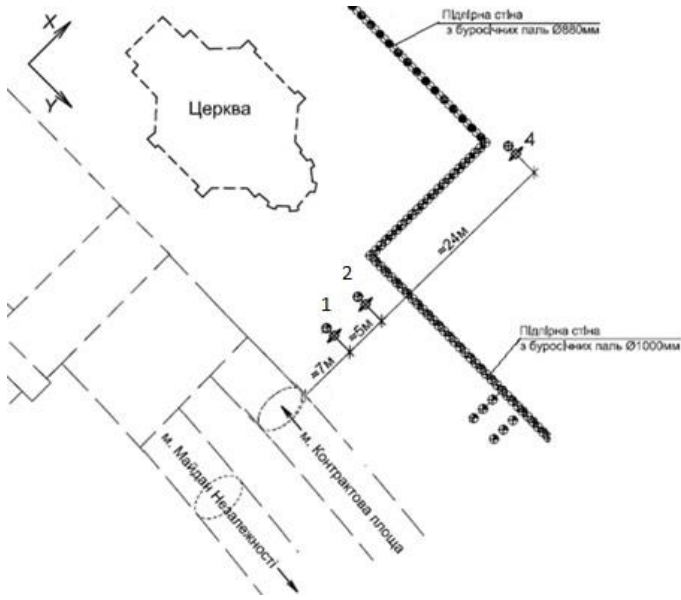 X
Y
Підпірна стіна
з буросічних паль Ø880мм
Церква
4
≈24м
2
1
≈5м
≈7м
Підпірна стіна
з буросічних паль Ø1000мм
м. Контрактова площа
м. Майдан Незалежності